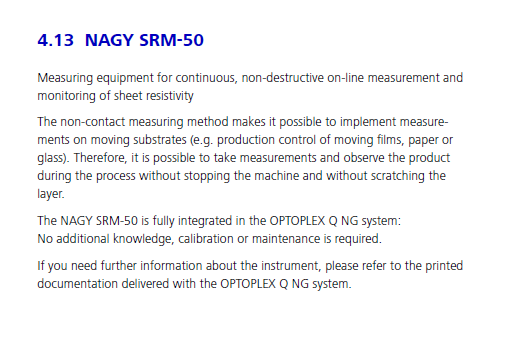 4.13 NAGY SRM-50
Measuring equipment for continuous, non-destructive on-line measurement and
monitoring of sheet resistivity
The non-contact measuring method makes it possible to implement measure-
ments on moving substrates (e.g. production control of moving films, paper or
glass). Therefore, it is possible to take measurements and observe the product
during the process without stopping the machine and without scratching the
layer.
The NAGY SRM-50 is fully integrated in the OPTOPLEX Q NG system:
No additional knowledge, calibration or maintenance is required.
If you need further information about the instrument, please refer to the printed
documentation delivered with the OPTOPLEX Q NG system.